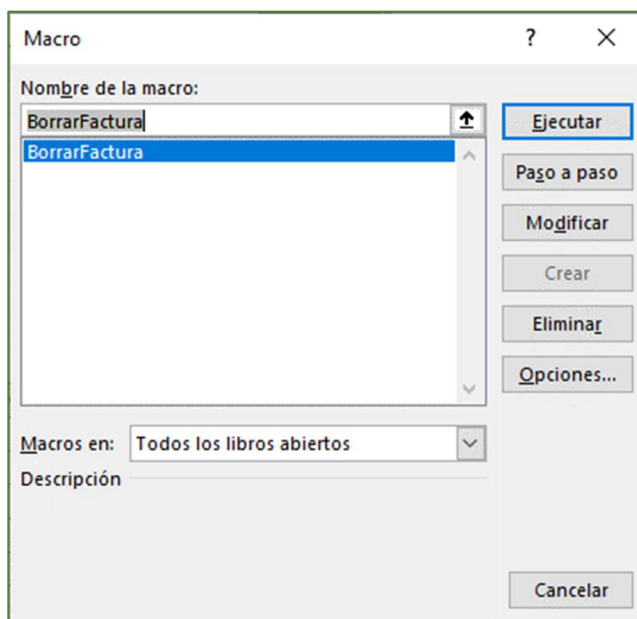 Macro
Nombre de la macro:
BorrarFactura
BorrarFactura
Ejecutar
Paso a paso
Modificar
Crear
Eliminar
Opciones...
Macros en: Todos los libros abiertos
Descripción
Cancelar